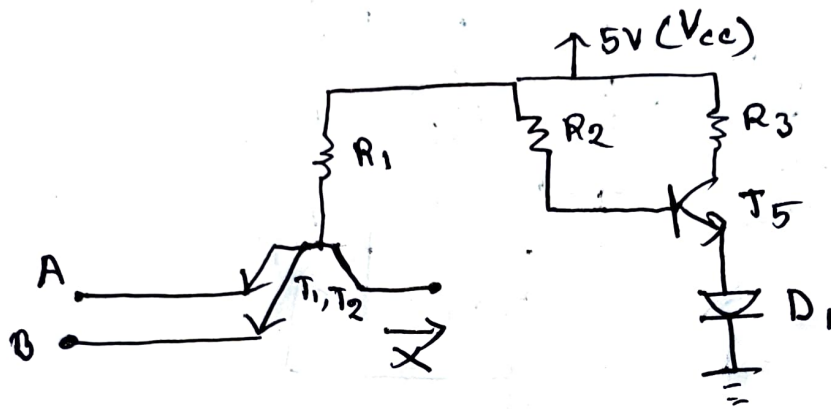 5V (Vcc)
R1
R2
R3
T5
A
T1, T2
B
X
D1